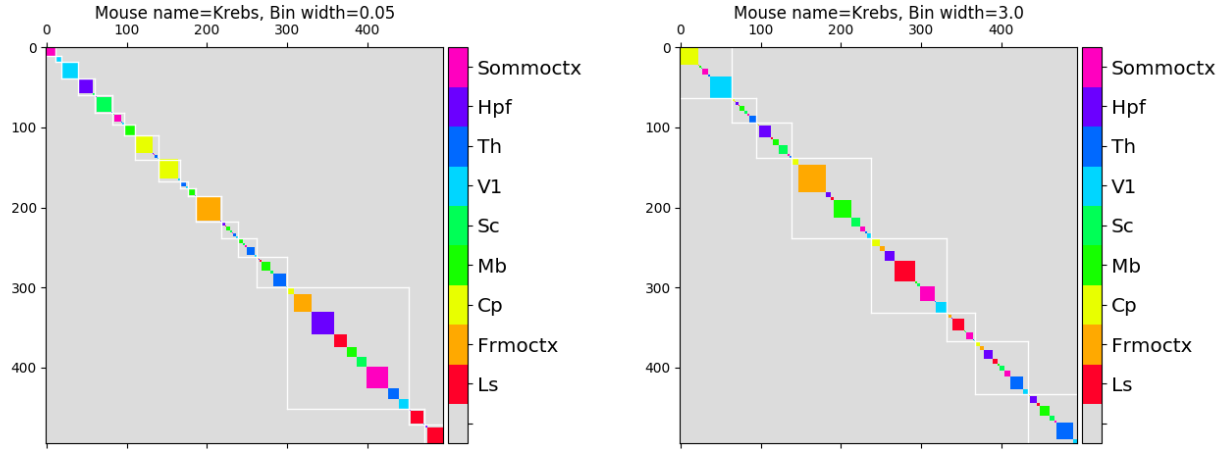 Mouse name=Krebs, Bin width=0.05
0 100 200 300 400
0
100
200
300
400
Sommoctx
Hpf
Th
V1
Sc
Mb
Cp
Frmoctx
Ls
Mouse name=Krebs, Bin width=3.0
0 100 200 300 400
0
100
200
300
400
Sommoctx
Hpf
Th
V1
Sc
Mb
Cp
Frmoctx
Ls